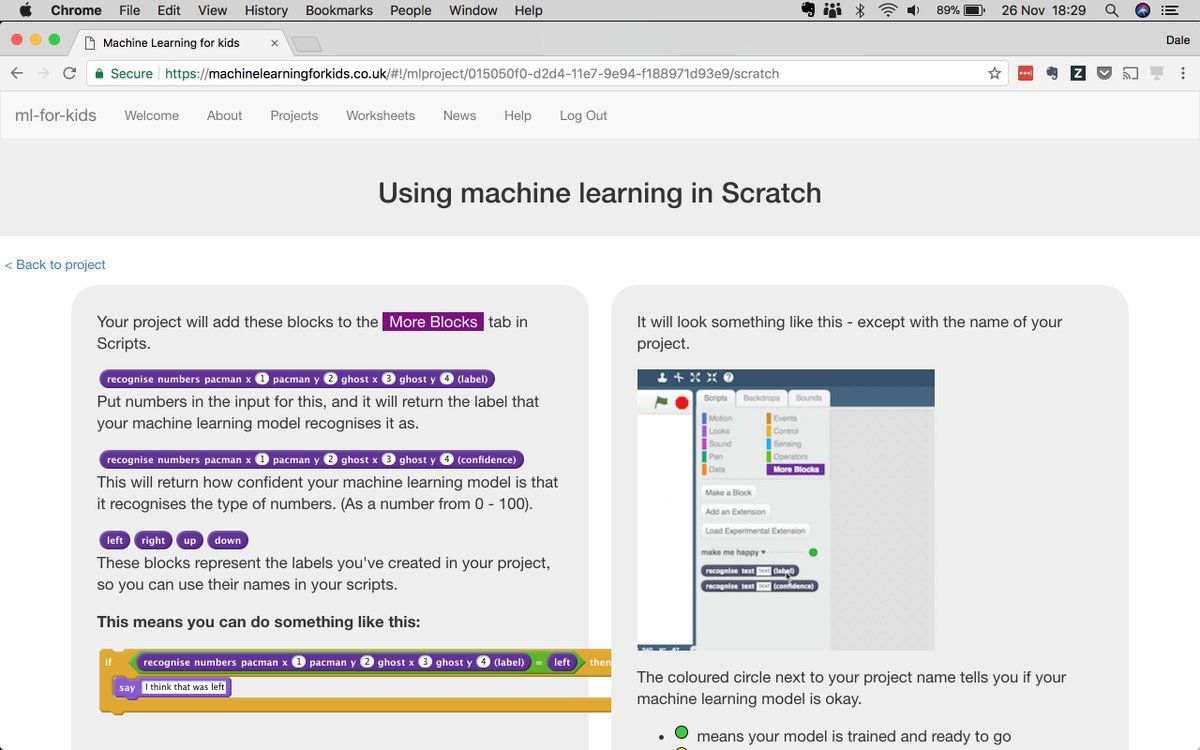 Chrome File Edit View History Bookmarks People Window Help 89% 26 Nov 18:29
Machine Learning for kids Dale
Secure https://machinelearningforkids.co.uk/#!/mlproject/015050f0-d2d4-11e7-9e94-f188971d93e9/scratch
ml-for-kids Welcome About Projects Worksheets News Help Log Out
Using machine learning in Scratch
< Back to project
Your project will add these blocks to the More Blocks tab in
Scripts.
recognise numbers pacman x 1 pacman y 2 ghost x 3 ghost y 4 (label)
Put numbers in the input for this, and it will return the label that
your machine learning model recognises it as.
recognise numbers pacman x 1 pacman y 2 ghost x 3 ghost y 4 (confidence)
This will return how confident your machine learning model is that
it recognises the type of numbers. (As a number from 0 - 100).
left right up down
These blocks represent the labels you've created in your project,
so you can use their names in your scripts.
This means you can do something like this:
if recognise numbers pacman x 1 pacman y 2 ghost x 3 ghost y 4 (label) = left then
say I think that was left
It will look something like this - except with the name of your
project.
Scripts Backdrops Sounds
Motion Events
Looks Control
Sound Sensing
Pen Operators
Data More Blocks
Make a Block
Add an Extension
Load Experimental Extension
make me happy
recognise text text (label)
recognise text text (confidence)
The coloured circle next to your project name tells you if your
machine learning model is okay.
means your model is trained and ready to go